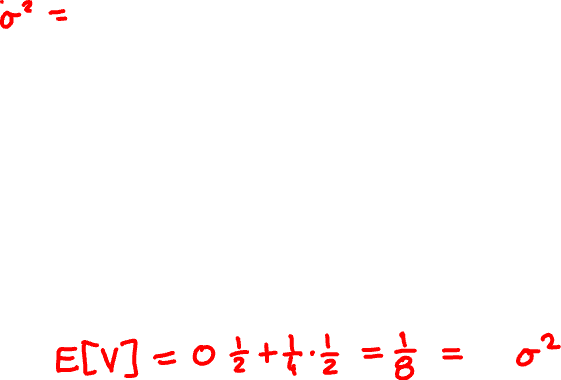 σ² =
E[V] = 0 1/2 + 1/4 · 1/2 = 1/8 = σ²